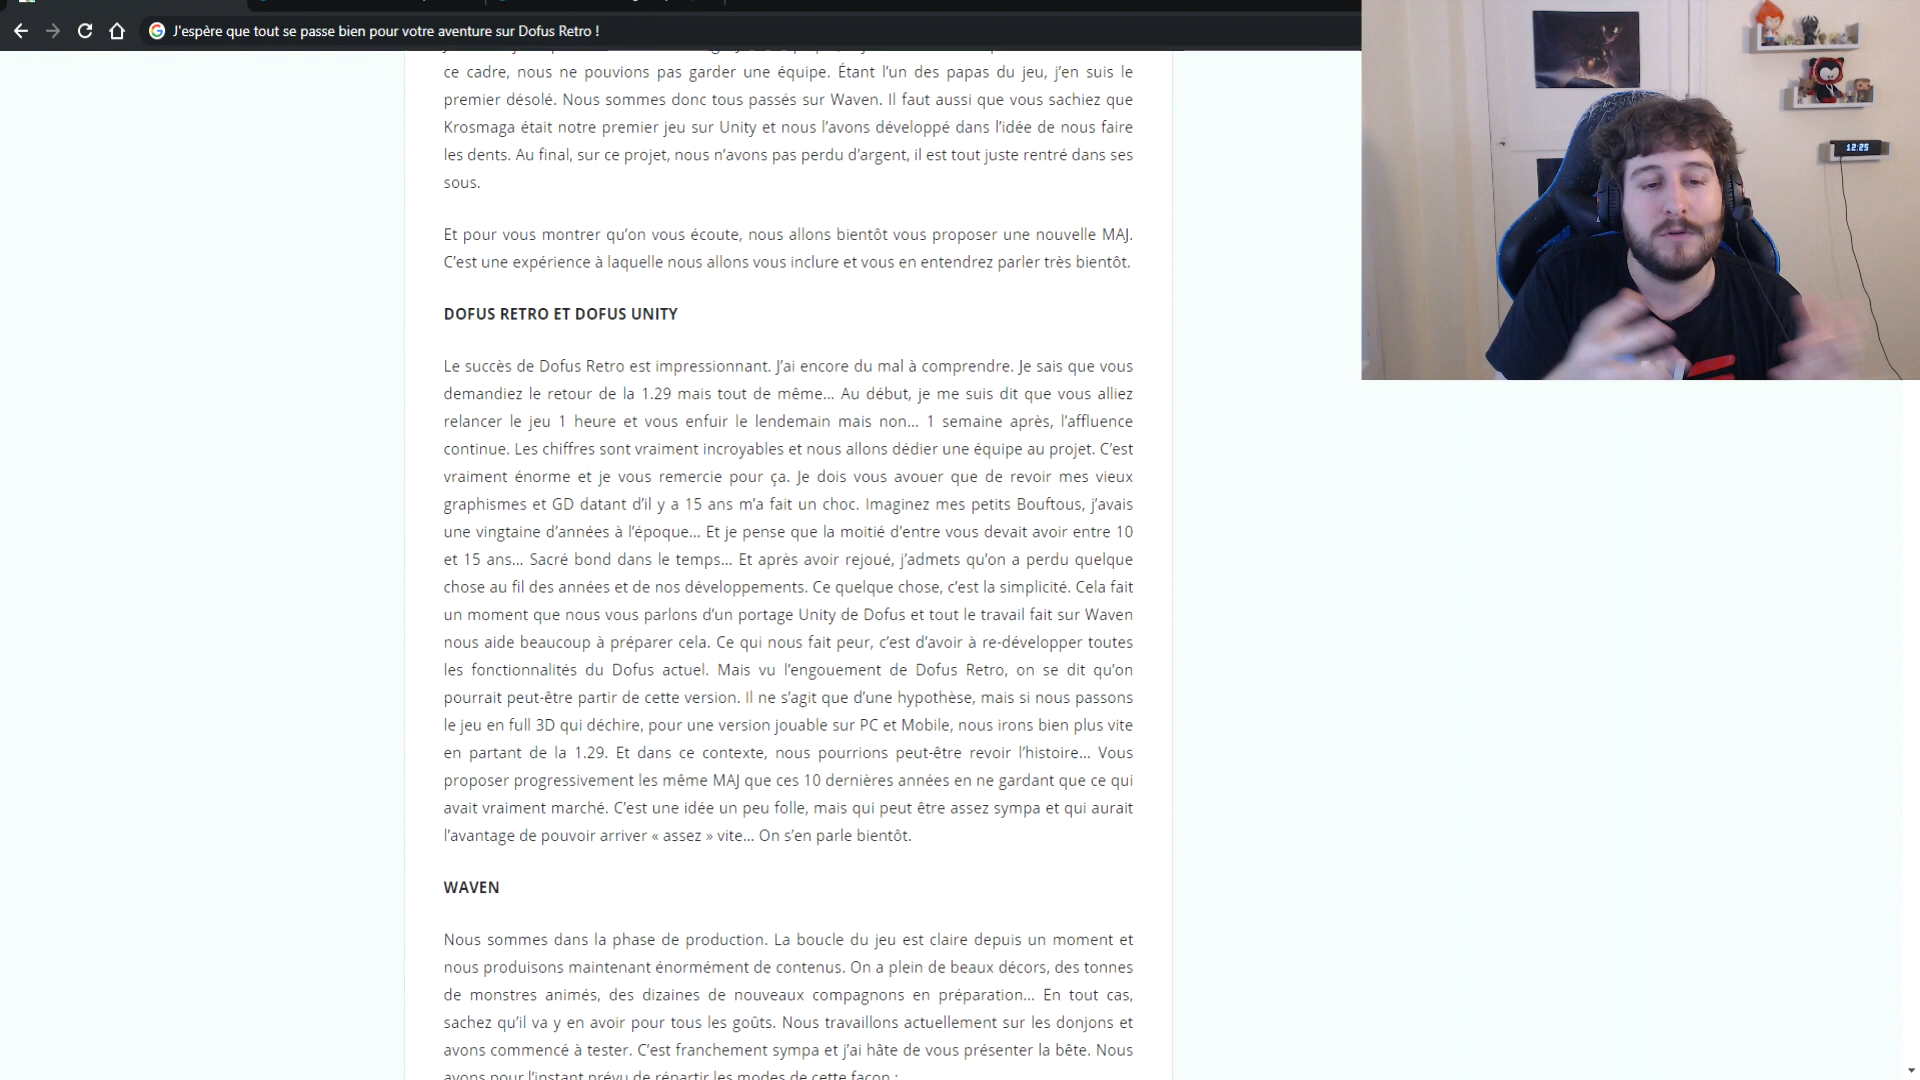 J'espère que tout se passe bien pour votre aventure sur Dofus Retro !
ce cadre, nous ne pouvions pas garder une équipe. Étant l’un des papas du jeu, j’en suis le
premier désolé. Nous sommes donc tous passés sur Waven. Il faut aussi que vous sachiez que
Krosmaga était notre premier jeu sur Unity et nous l’avons développé dans l’idée de nous faire
les dents. Au final, sur ce projet, nous n’avons pas perdu d’argent, il est tout juste rentré dans ses
sous.
Et pour vous montrer qu’on vous écoute, nous allons bientôt vous proposer une nouvelle MAJ.
C’est une expérience à laquelle nous allons vous inclure et vous en entendrez parler très bientôt.
DOFUS RETRO ET DOFUS UNITY
Le succès de Dofus Retro est impressionnant. J’ai encore du mal à comprendre. Je sais que vous
demandiez le retour de la 1.29 mais tout de même… Au début, je me suis dit que vous alliez
relancer le jeu 1 heure et vous enfuir le lendemain mais non… 1 semaine après, l’affluence
continue. Les chiffres sont vraiment incroyables et nous allons dédier une équipe au projet. C’est
vraiment énorme et je vous remercie pour ça. Je dois vous avouer que de revoir mes vieux
graphismes et GD datant d’il y a 15 ans m’a fait un choc. Imaginez mes petits Bouftous, j’avais
une vingtaine d’années à l’époque… Et je pense que la moitié d’entre vous devait avoir entre 10
et 15 ans… Sacré bond dans le temps… Et après avoir rejoué, j’admets qu’on a perdu quelque
chose au fil des années et de nos développements. Ce quelque chose, c’est la simplicité. Cela fait
un moment que nous vous parlons d’un portage Unity de Dofus et tout le travail fait sur Waven
nous aide beaucoup à préparer cela. Ce qui nous fait peur, c’est d’avoir à re-développer toutes
les fonctionnalités du Dofus actuel. Mais vu l’engouement de Dofus Retro, on se dit qu’on
pourrait peut-être partir de cette version. Il ne s’agit que d’une hypothèse, mais si nous passons
le jeu en full 3D qui déchire, pour une version jouable sur PC et Mobile, nous irons bien plus vite
en partant de la 1.29. Et dans ce contexte, nous pourrions peut-être revoir l’histoire… Vous
proposer progressivement les même MAJ que ces 10 dernières années en ne gardant que ce qui
avait vraiment marché. C’est une idée un peu folle, mais qui peut être assez sympa et qui aurait
l’avantage de pouvoir arriver « assez » vite… On s’en parle bientôt.
WAVEN
Nous sommes dans la phase de production. La boucle du jeu est claire depuis un moment et
nous produisons maintenant énormément de contenus. On a plein de beaux décors, des tonnes
de monstres animés, des dizaines de nouveaux compagnons en préparation… En tout cas,
sachez qu’il va y en avoir pour tous les goûts. Nous travaillons actuellement sur les donjons et
avons commencé à tester. C’est franchement sympa et j’ai hâte de vous présenter la bête. Nous
avons pour l’instant prévu de répartir les modes de cette façon :
12:25